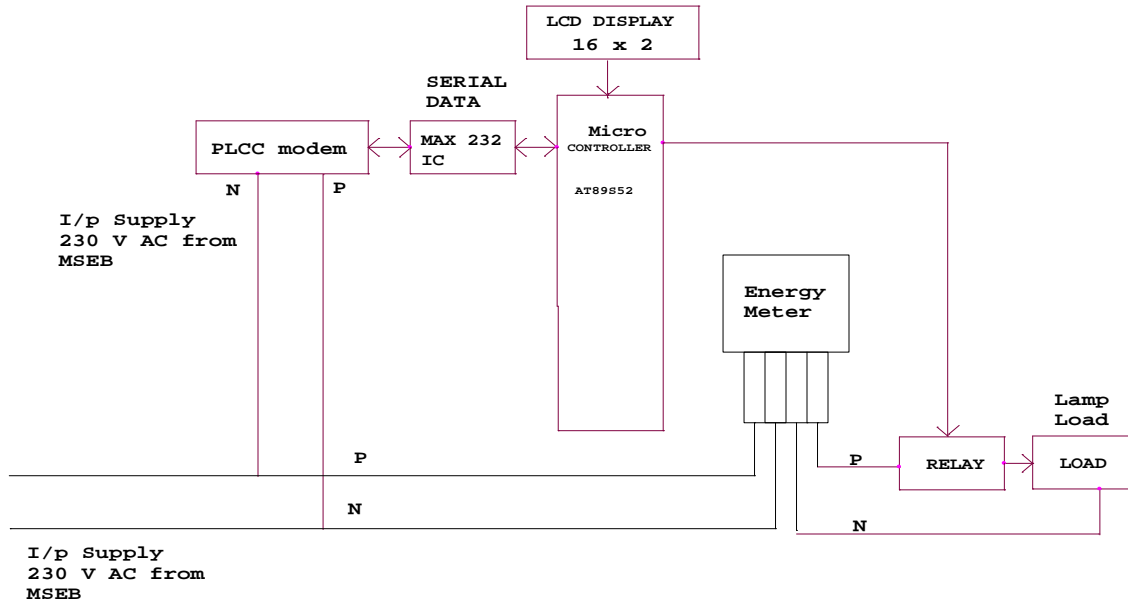 LCD DISPLAY
16 x 2
SERIAL
DATA
PLCC modem
MAX 232
IC
Micro
CONTROLLER
AT89S52
N
P
I/p Supply
230 V AC from
MSEB
Energy
Meter
Lamp
Load
P
P
RELAY
LOAD
N
N
I/p Supply
230 V AC from
MSEB